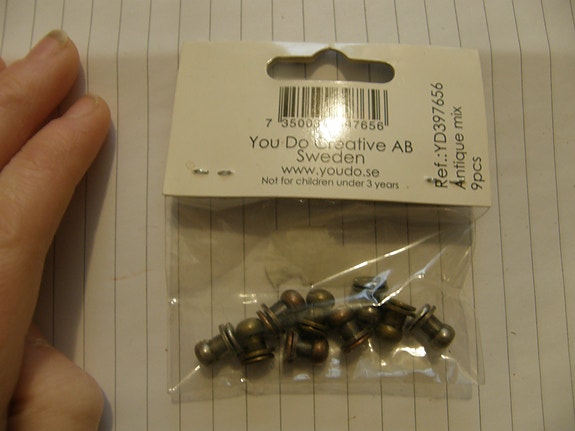 You Do Creative AB
Sweden
www.youdo.se
Not for children under 3 years
Ref.:YD397656
Antique mix
9pcs